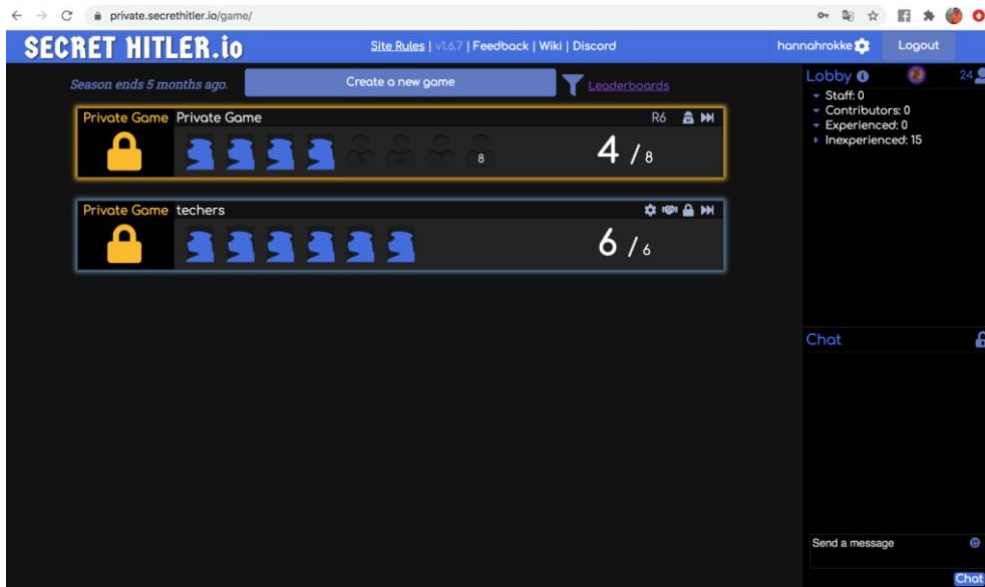 private.secrethitler.io/game/
SECRET HITLER.io
Site Rules | v1.6.7 | Feedback | Wiki | Discord
hannahrokke
Logout
Season ends 5 months ago.
Create a new game
Leaderboards
Lobby
24
Staff: 0
Contributors: 0
Experienced: 0
Inexperienced: 15
Private Game Private Game
R6
8
4 / 8
Private Game techers
6 / 6
Chat
Send a message
Chat